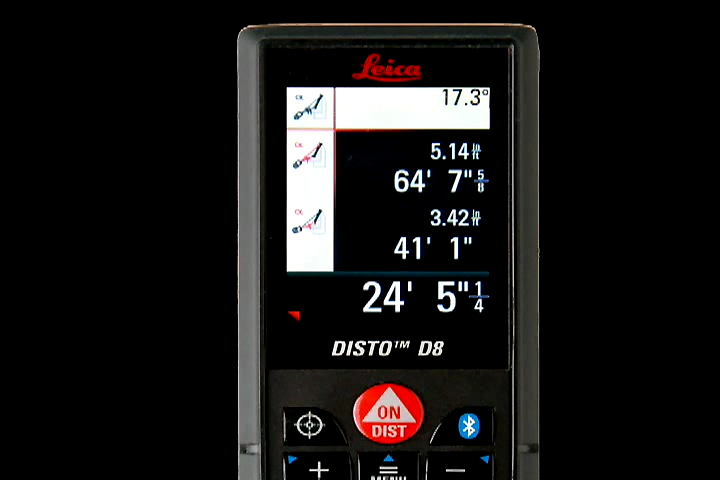 Leica
α
17.3°
α
5.14 in/ft
64' 7" 5/8
α
3.42 in/ft
41' 1"
24' 5" 1/4
DISTO™ D8
ON
DIST
+
MENU
−